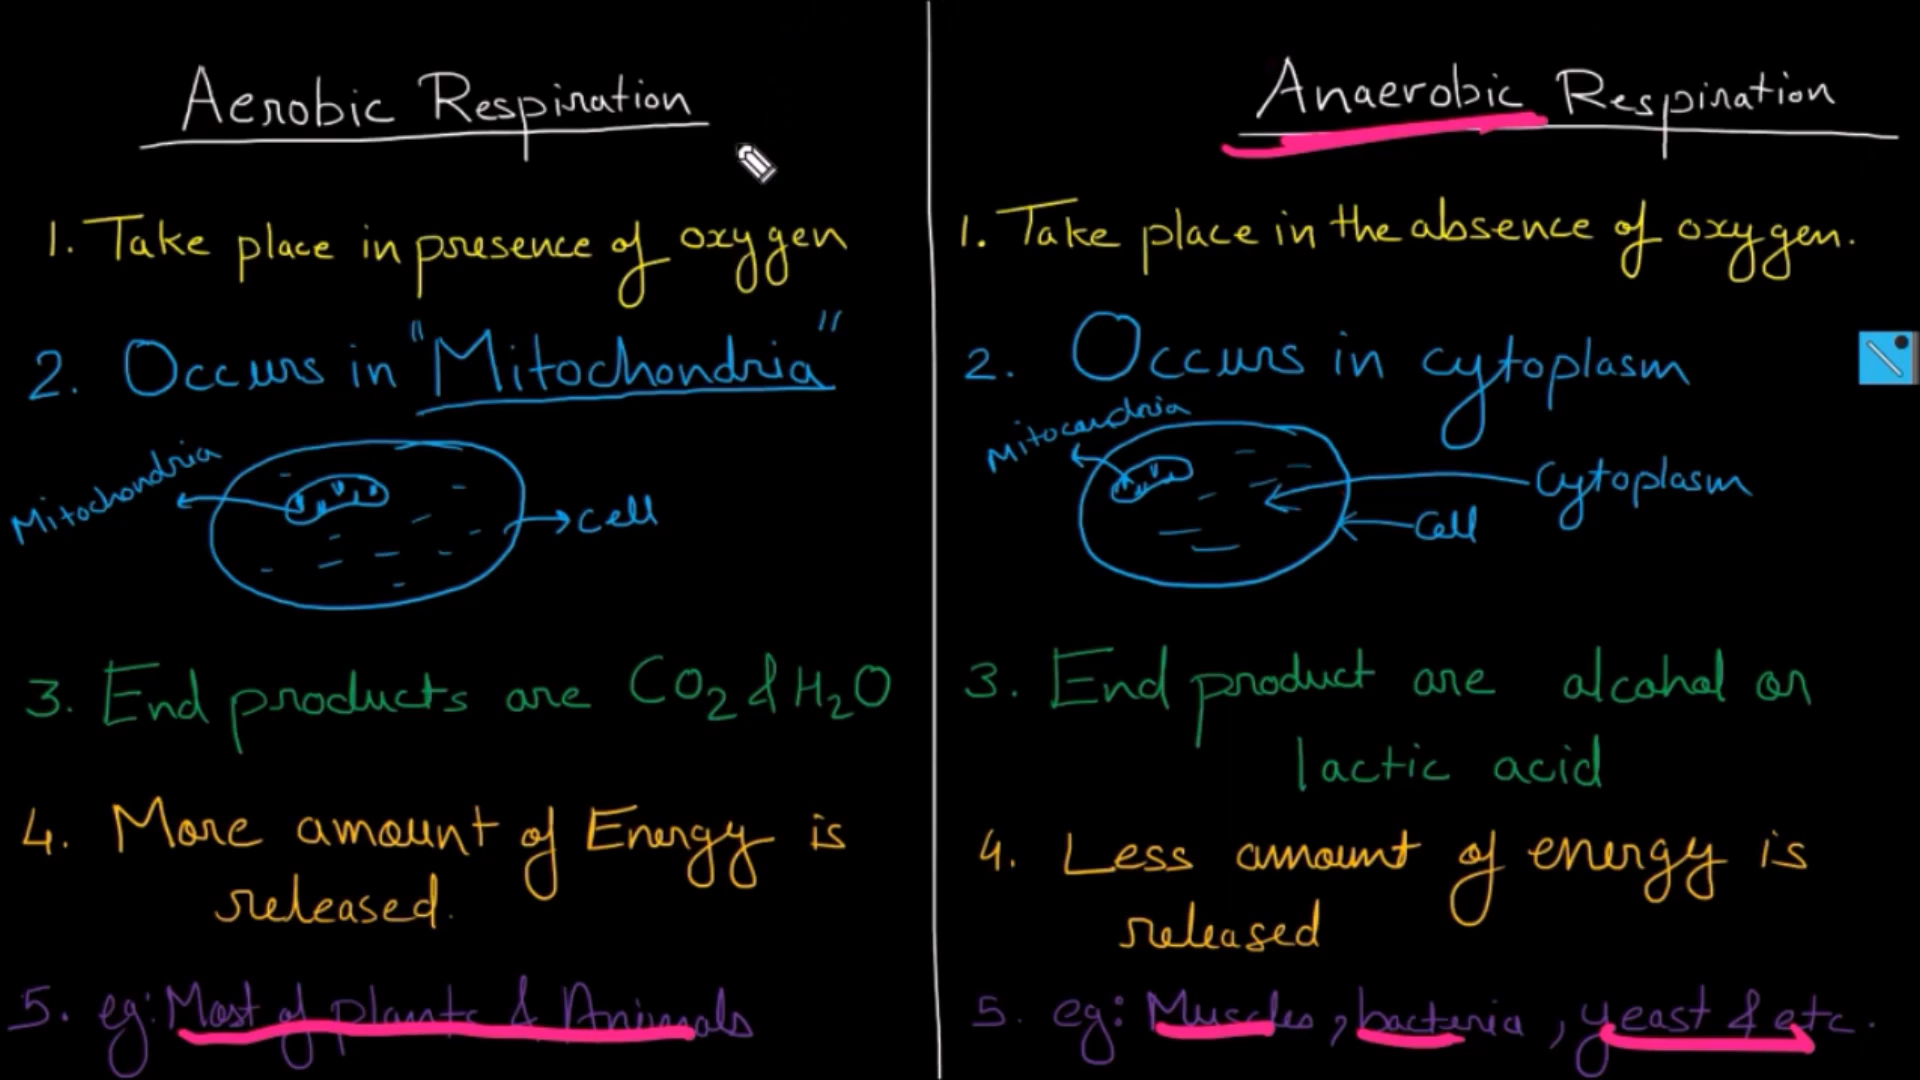 Aerobic Respiration
1. Take place in presence of oxygen
2. Occurs in "Mitochondria"
Mitochondria
Cell
3. End products are CO2 & H2O
4. More amount of Energy is
released.
5. eg: Most of plants & Animals
Anaerobic Respiration
1. Take place in the absence of oxygen.
2. Occurs in cytoplasm
Mitocondria
Cytoplasm
Cell
3. End product are alcohol or
lactic acid
4. Less amount of energy is
released
5. eg: Muscles, bacteria, yeast & etc.